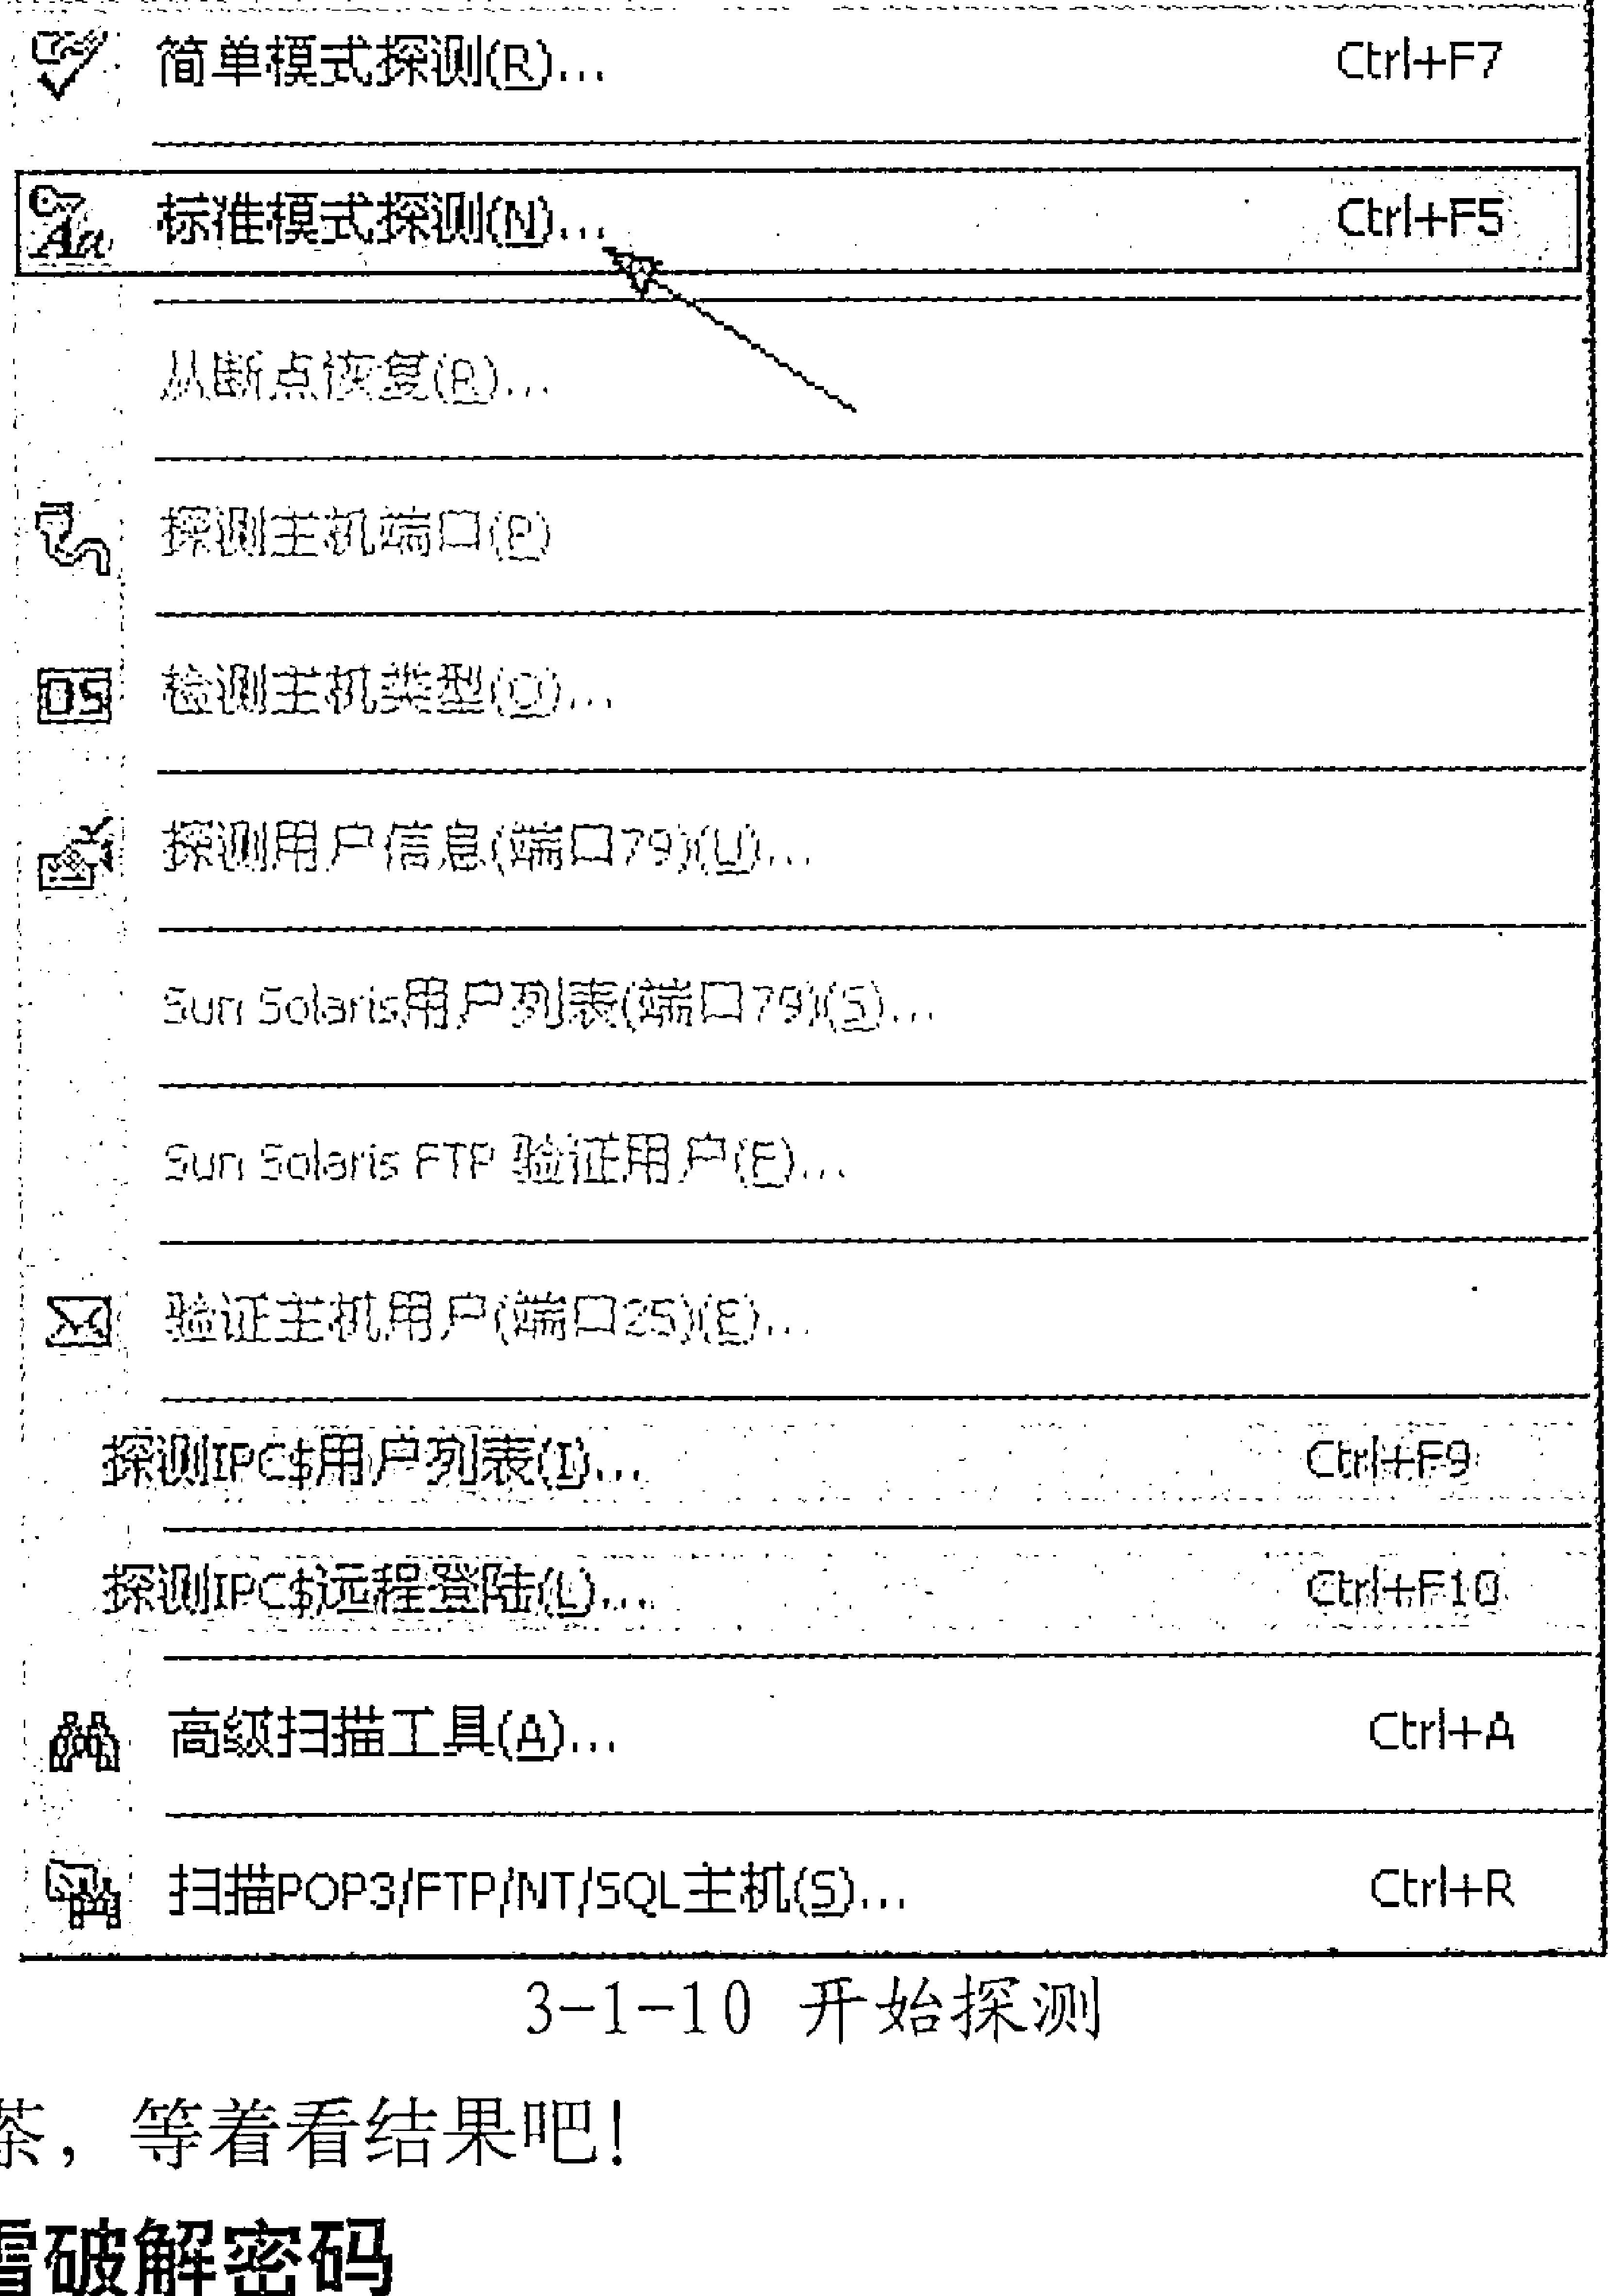 简单模式探测(R)... Ctrl+F7
标准模式探测(N)... Ctrl+F5
从断点恢复(R)...
探测主机端口(P)
OS 检测主机类型(O)...
探测用户信息(端口79)(U)...
Sun Solaris用户列表(端口79)(S)...
Sun Solaris FTP 验证用户(F)...
验证主机用户(端口25)(E)...
探测IPC$用户列表(I)... Ctrl+F9
探测IPC$远程登陆(L)... Ctrl+F10
高级扫描工具(A)... Ctrl+A
扫描POP3/FTP/NT/SQL主机(S)... Ctrl+R
3-1-10 开始探测
茶，等着看结果吧！
雪破解密码